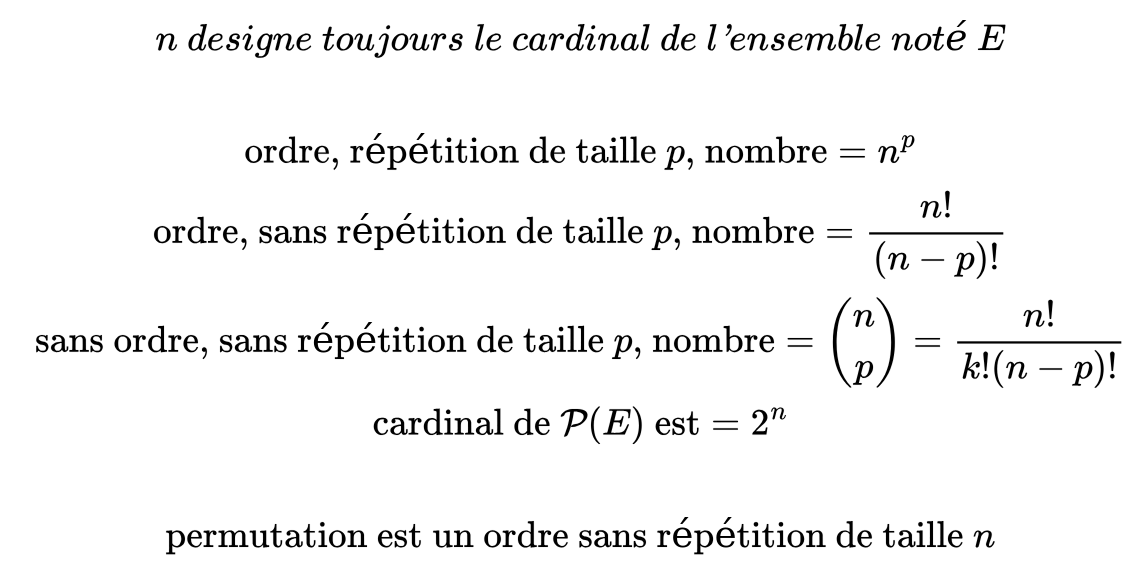 n designe toujours le cardinal de l'ensemble noté E
ordre, répétition de taille p, nombre = n^p
ordre, sans répétition de taille p, nombre = \frac{n!}{(n-p)!}
sans ordre, sans répétition de taille p, nombre = \binom{n}{p} = \frac{n!}{k!(n-p)!}
cardinal de \mathcal{P}(E) est = 2^n
permutation est un ordre sans répétition de taille n